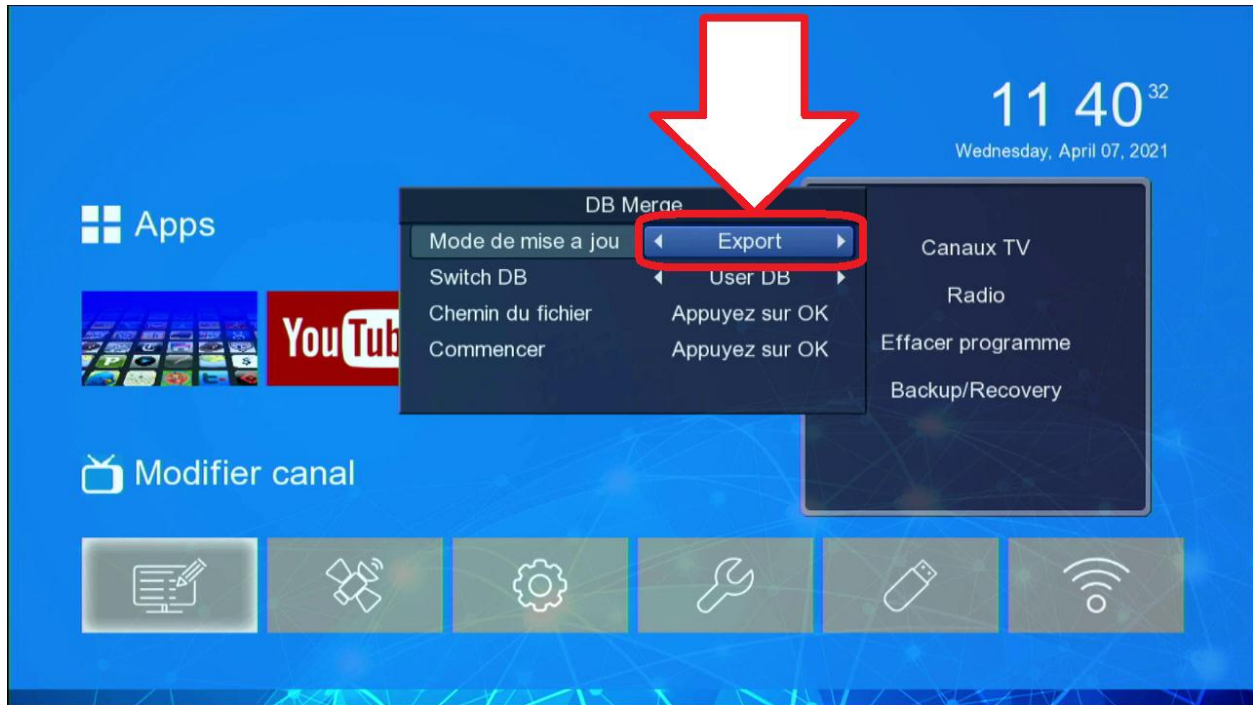 11 40 32
Wednesday, April 07, 2021
Apps
You Tub
DB Merge
Mode de mise a jou Export
Switch DB User DB
Chemin du fichier Appuyez sur OK
Commencer Appuyez sur OK
Canaux TV
Radio
Effacer programme
Backup/Recovery
Modifier canal